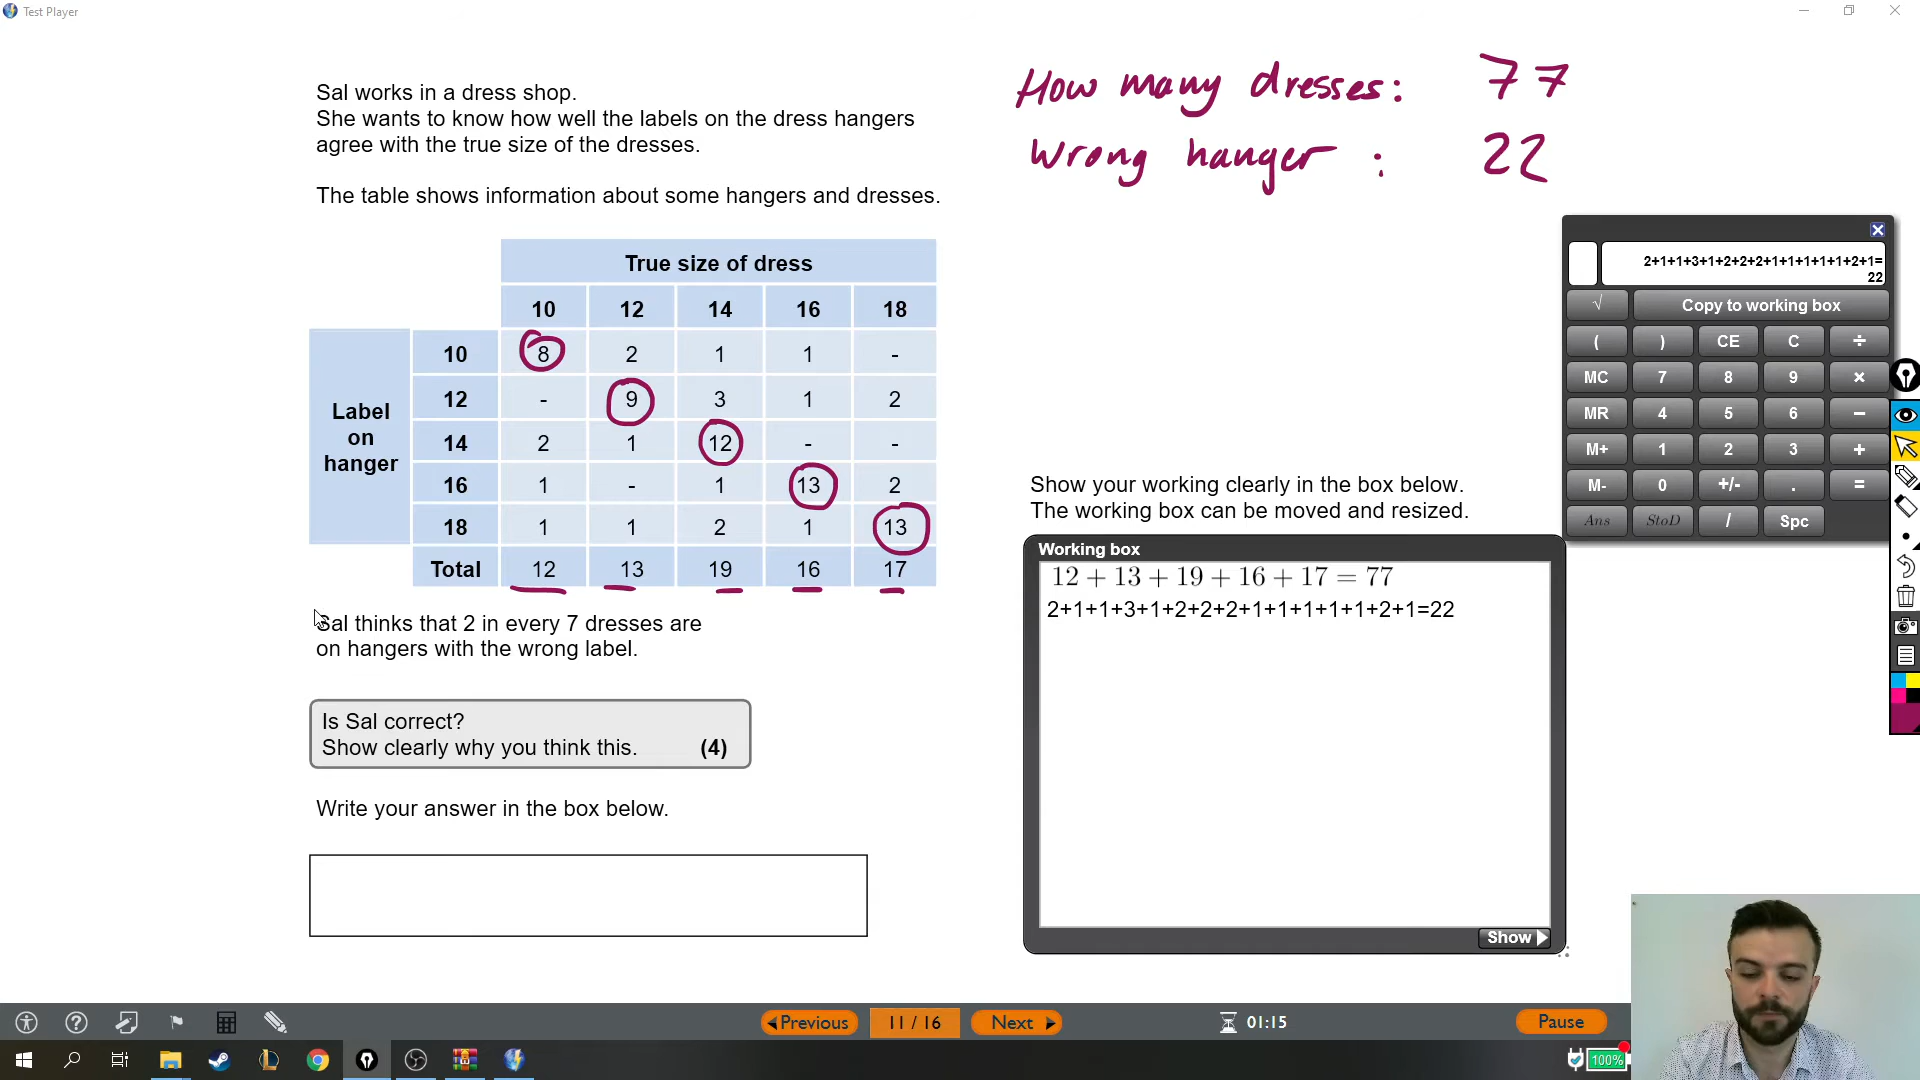 Test Player
How many dresses: 77
Wrong hanger : 22
Sal works in a dress shop.
She wants to know how well the labels on the dress hangers
agree with the true size of the dresses.
The table shows information about some hangers and dresses.
True size of dress
10 12 14 16 18
Label
on
hanger
10 8 2 1 1 -
12 - 9 3 1 2
14 2 1 12 - -
16 1 - 1 13 2
18 1 1 2 1 13
Total 12 13 19 16 17
Sal thinks that 2 in every 7 dresses are
on hangers with the wrong label.
Is Sal correct?
Show clearly why you think this. (4)
Write your answer in the box below.
2+1+1+3+1+2+2+2+1+1+1+1+1+2+1=
22
√ Copy to working box
( ) CE C ÷
MC 7 8 9 ×
MR 4 5 6 −
M+ 1 2 3 +
M- 0 +/- . =
Ans StoD / Spc
Show your working clearly in the box below.
The working box can be moved and resized.
Working box
12 + 13 + 19 + 16 + 17 = 77
2+1+1+3+1+2+2+2+1+1+1+1+1+2+1=22
Show
Previous 11 / 16 Next 01:15 Pause
100%